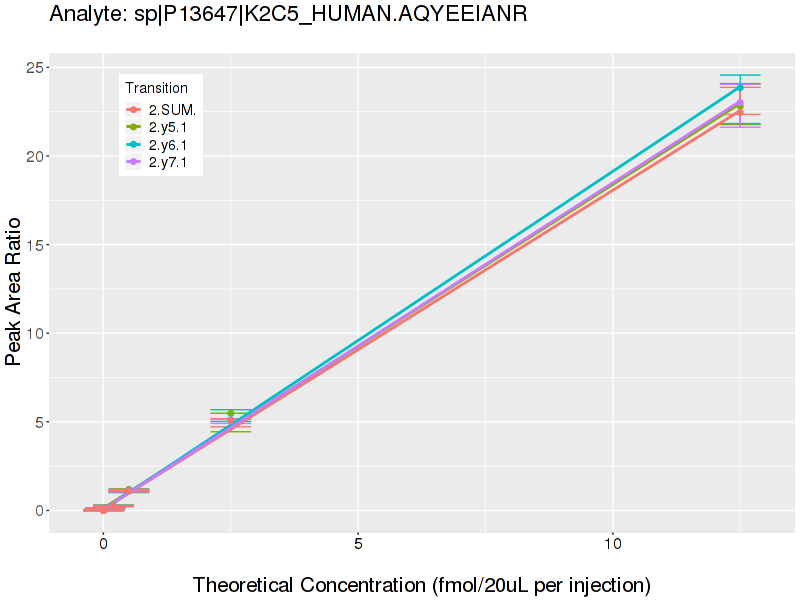 Analyte: sp|P13647|K2C5_HUMAN.AQYEEIANR
Transition
2.SUM.
2.y5.1
2.y6.1
2.y7.1
25
20
15
10
5
0
Peak Area Ratio
0 5 10
Theoretical Concentration (fmol/20uL per injection)